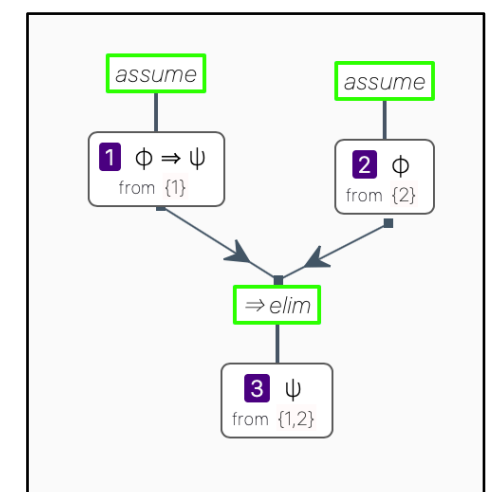 assume
assume
1 ϕ ⇒ ψ
from {1}
2 ϕ
from {2}
⇒ elim
3 ψ
from {1,2}